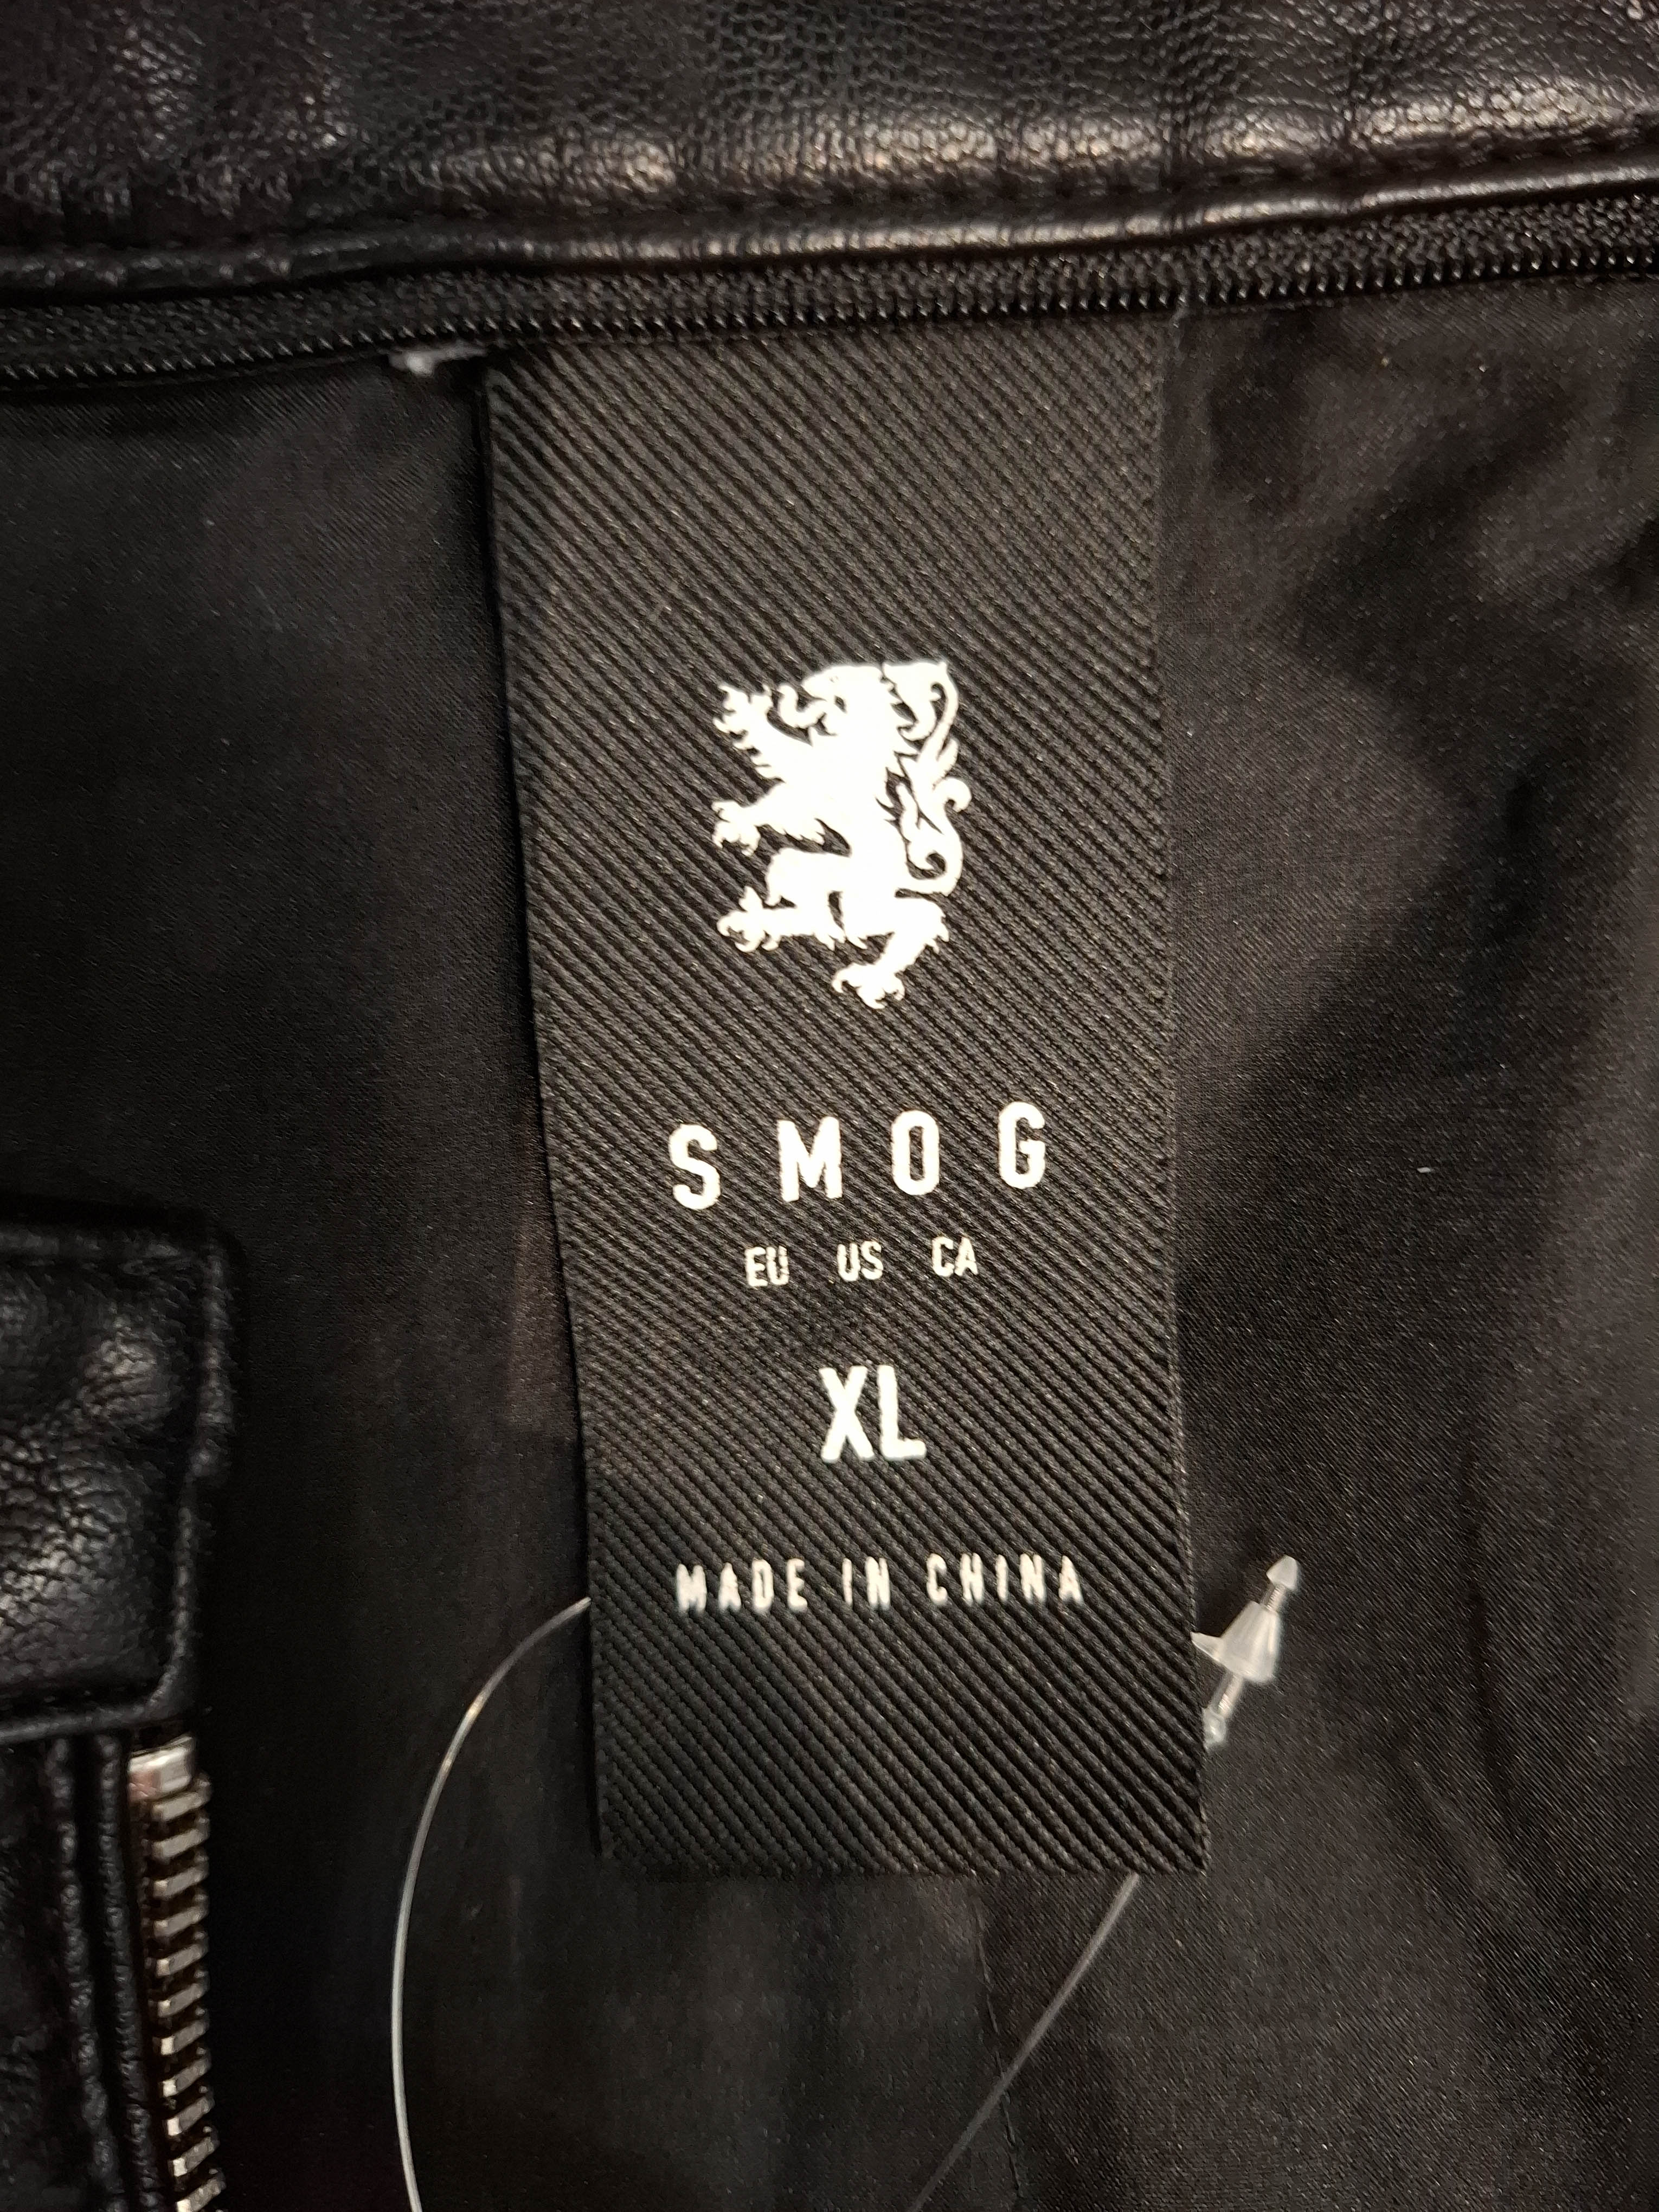 SMOG
EU US CA
XL
MADE IN CHINA